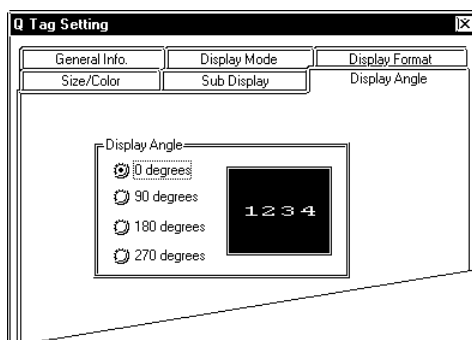 Q Tag Setting
General Info. Display Mode Display Format
Size/Color Sub Display Display Angle
Display Angle
0 degrees
90 degrees
1234
180 degrees
270 degrees